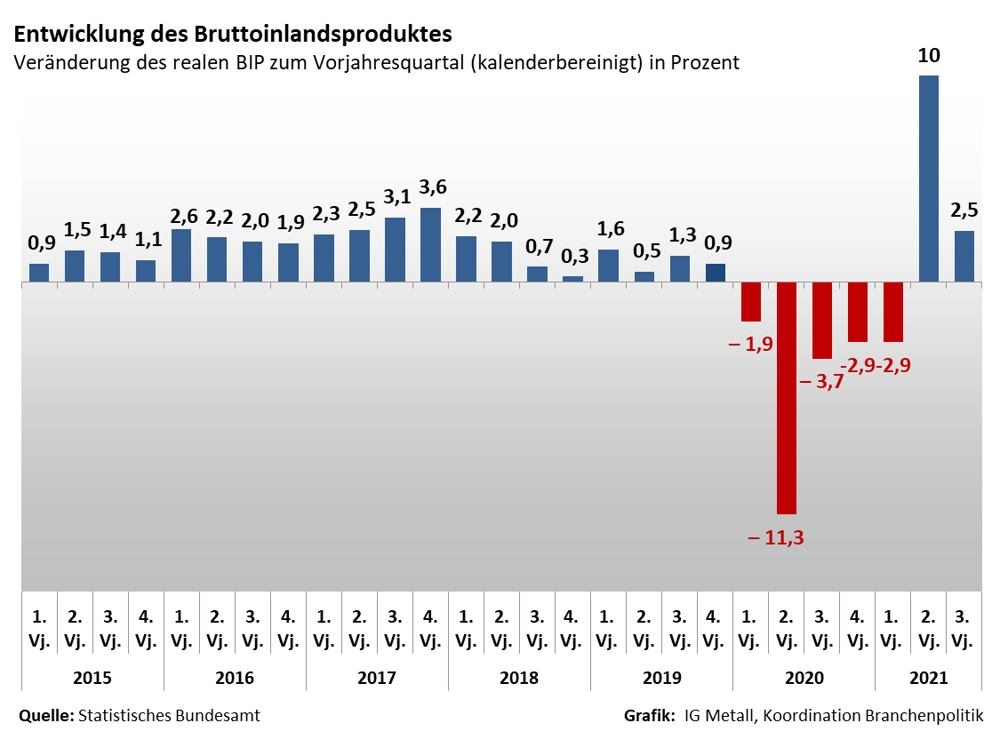 Entwicklung des Bruttoinlandsproduktes
Veränderung des realen BIP zum Vorjahresquartal (kalenderbereinigt) in Prozent
0,9 1,5 1,4 1,1 2,6 2,2 2,0 1,9 2,3 2,5 3,1 3,6 2,2 2,0 0,7 0,3 1,6 0,5 1,3 0,9 – 1,9 – 11,3 – 3,7 -2,9 -2,9 10 2,5
1. 2. 3. 4. 1. 2. 3. 4. 1. 2. 3. 4. 1. 2. 3. 4. 1. 2. 3. 4. 1. 2. 3. 4. 1. 2. 3.
Vj. Vj. Vj. Vj. Vj. Vj. Vj. Vj. Vj. Vj. Vj. Vj. Vj. Vj. Vj. Vj. Vj. Vj. Vj. Vj. Vj. Vj. Vj. Vj. Vj. Vj. Vj.
2015 2016 2017 2018 2019 2020 2021
Quelle: Statistisches Bundesamt
Grafik: IG Metall, Koordination Branchenpolitik